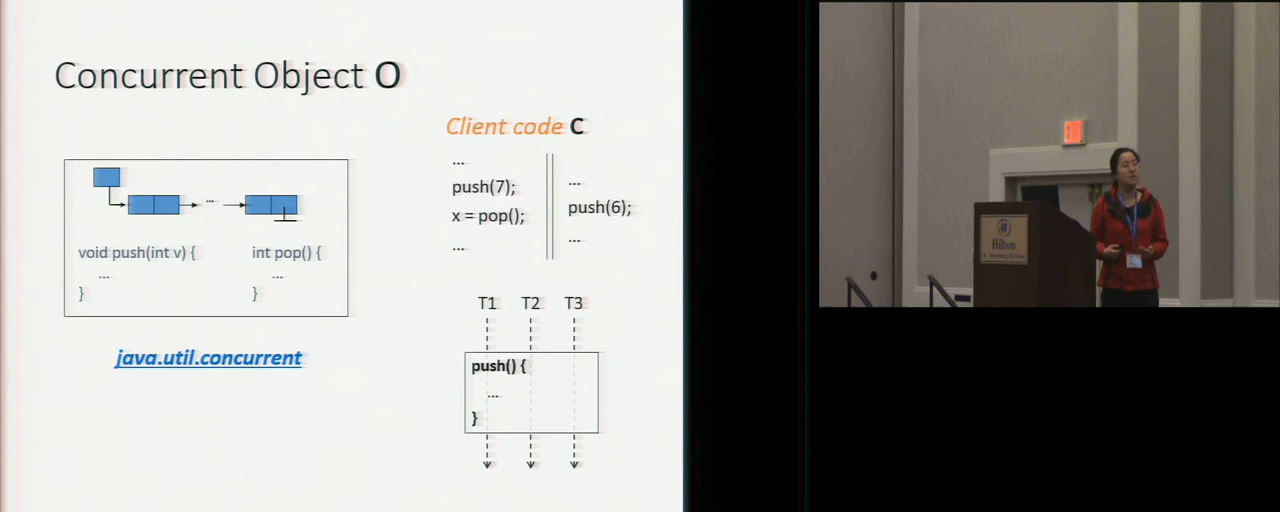 Concurrent Object O
...
void push(int v) {
...
}
int pop() {
...
}
java.util.concurrent
Client code C
...
push(7);
x = pop();
...
...
push(6);
...
T1 T2 T3
push() {
...
}
Hilton